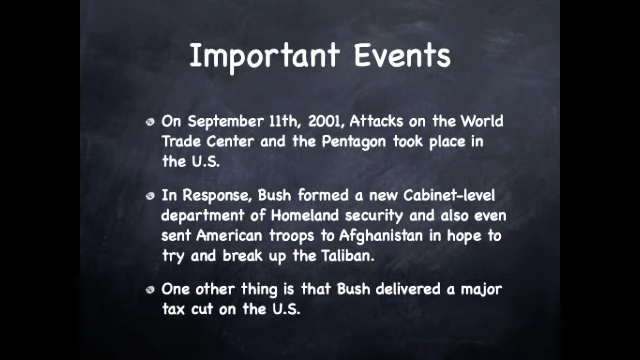 Important Events
On September 11th, 2001, Attacks on the World
Trade Center and the Pentagon took place in
the U.S.
In Response, Bush formed a new Cabinet-level
department of Homeland security and also even
sent American troops to Afghanistan in hope to
try and break up the Taliban.
One other thing is that Bush delivered a major
tax cut on the U.S.